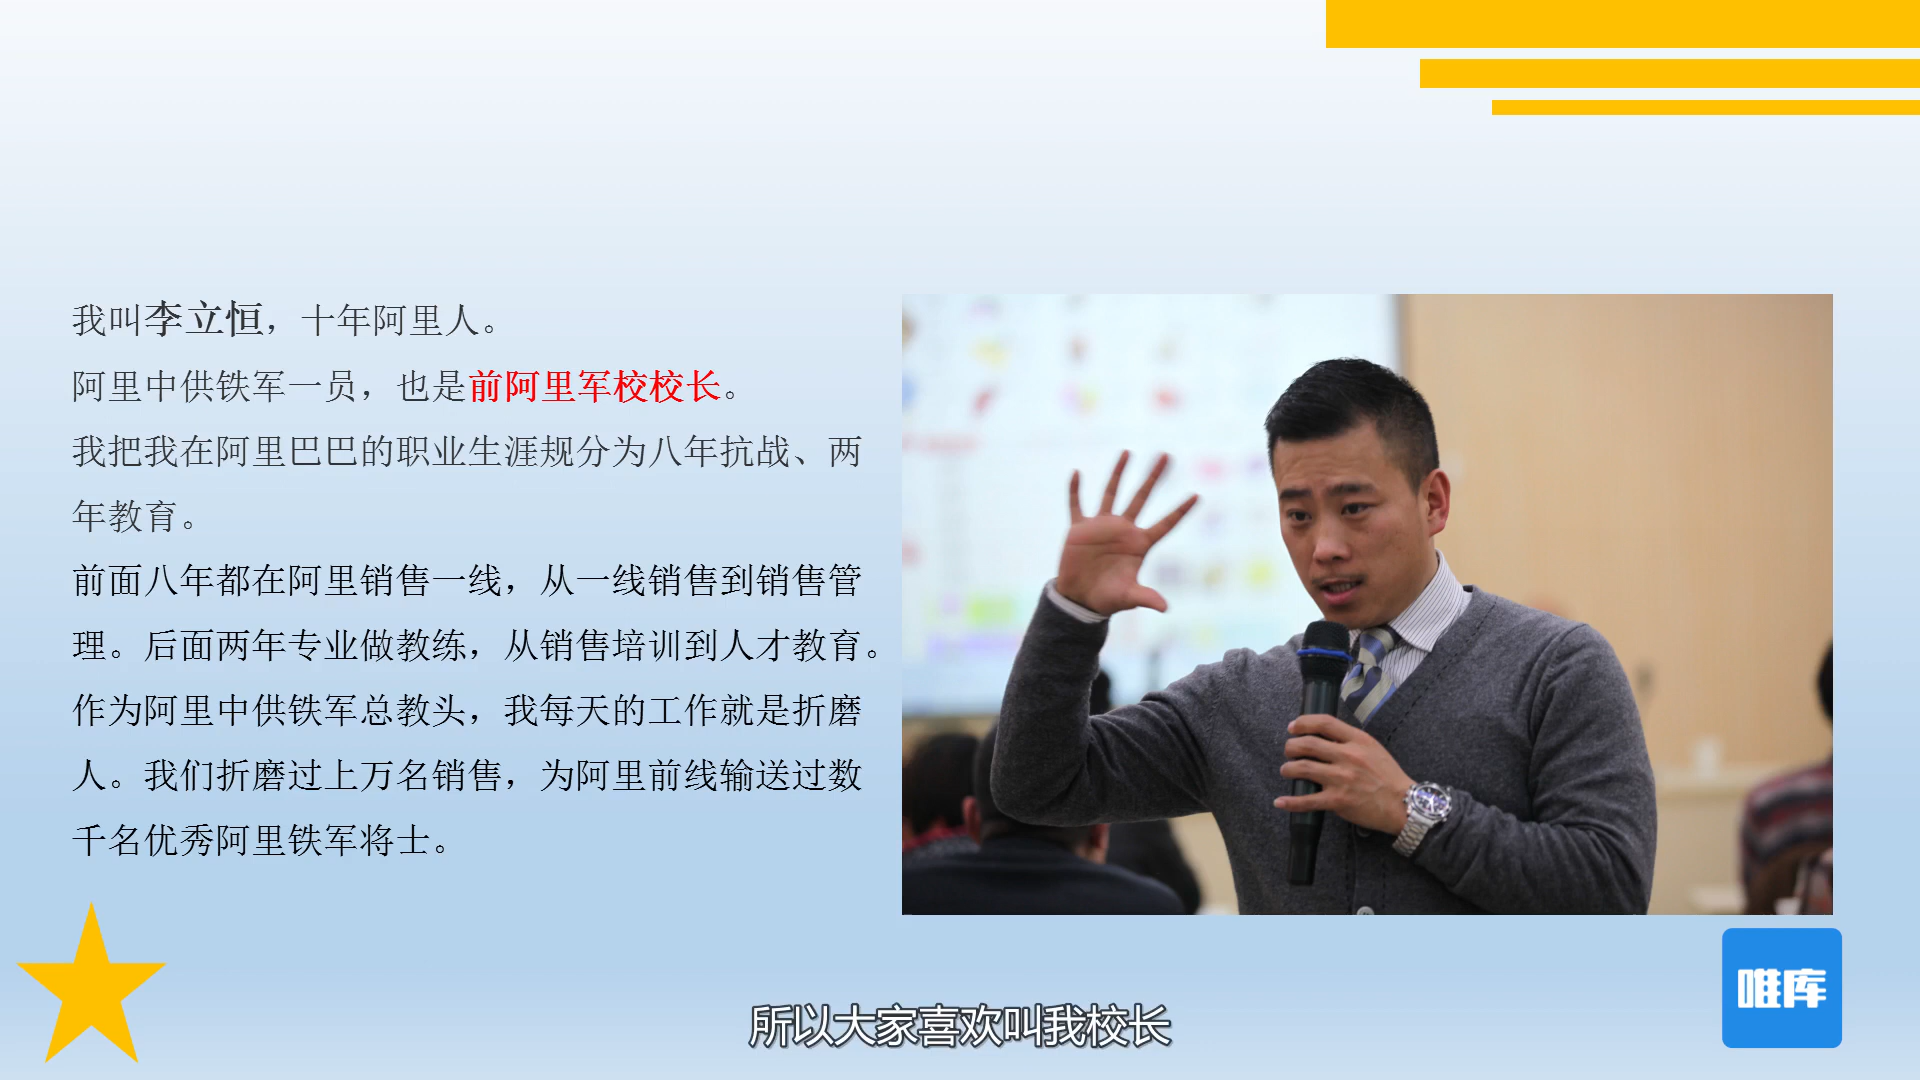 我叫李立恒，十年阿里人。
阿里中供铁军一员，也是前阿里军校校长。
我把我在阿里巴巴的职业生涯规分为八年抗战、两
年教育。
前面八年都在阿里销售一线，从一线销售到销售管
理。后面两年专业做教练，从销售培训到人才教育。
作为阿里中供铁军总教头，我每天的工作就是折磨
人。我们折磨过上万名销售，为阿里前线输送过数
千名优秀阿里铁军将士。
唯库
所以大家喜欢叫我校长